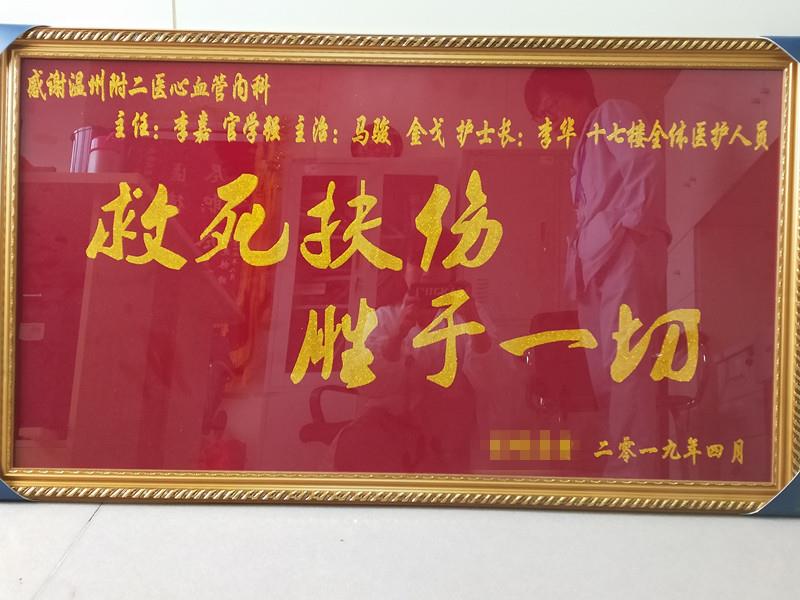 感谢温州附二医心血管内科
主任：李嘉 官学强 主治：马骏 金戈 护士长：李华 十七楼全体医护人员
救死扶伤
胜于一切
二零一九年四月